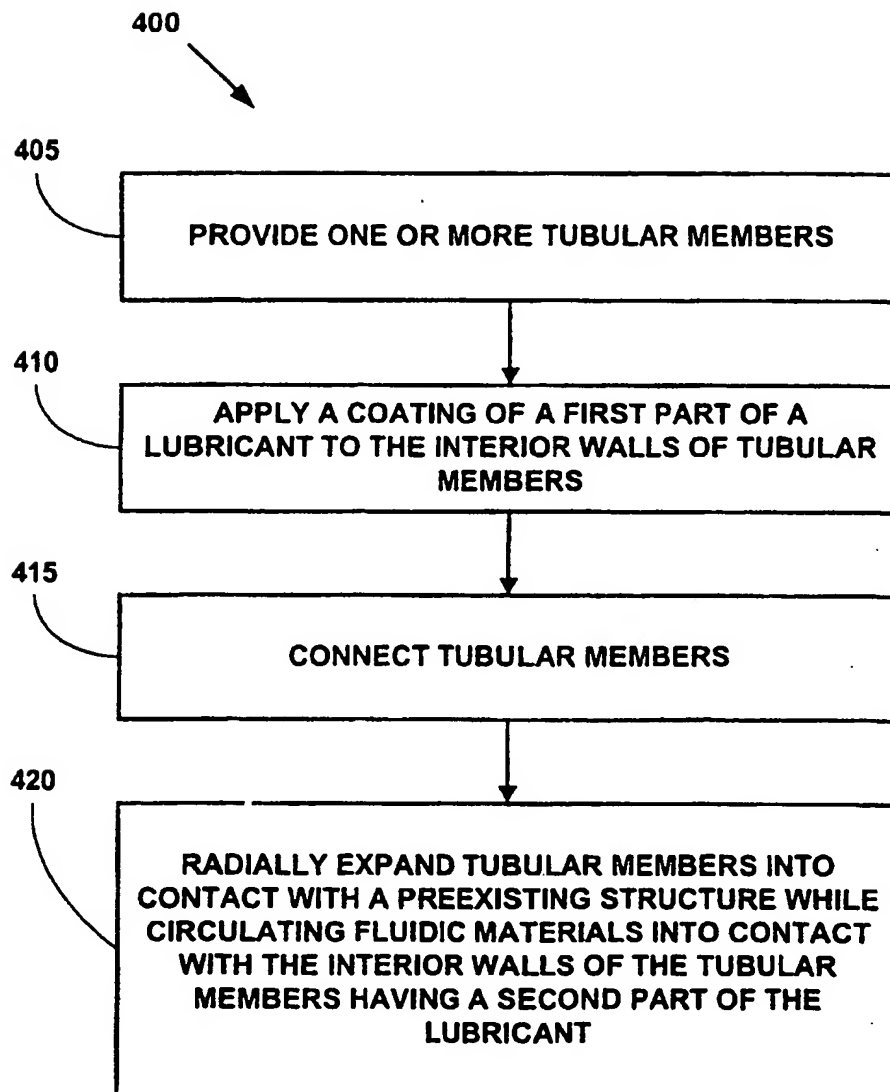 400
405
PROVIDE ONE OR MORE TUBULAR MEMBERS
410
APPLY A COATING OF A FIRST PART OF A
LUBRICANT TO THE INTERIOR WALLS OF TUBULAR
MEMBERS
415
CONNECT TUBULAR MEMBERS
420
RADIALLY EXPAND TUBULAR MEMBERS INTO
CONTACT WITH A PREEXISTING STRUCTURE WHILE
CIRCULATING FLUIDIC MATERIALS INTO CONTACT
WITH THE INTERIOR WALLS OF THE TUBULAR
MEMBERS HAVING A SECOND PART OF THE
LUBRICANT